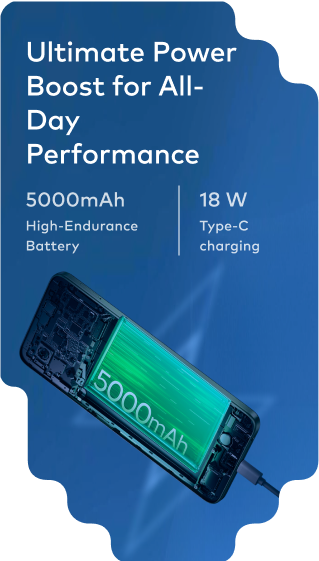 Ultimate Power
Boost for All-
Day
Performance
5000mAh
High-Endurance
Battery
18 W
Type-C
charging
5000mAh